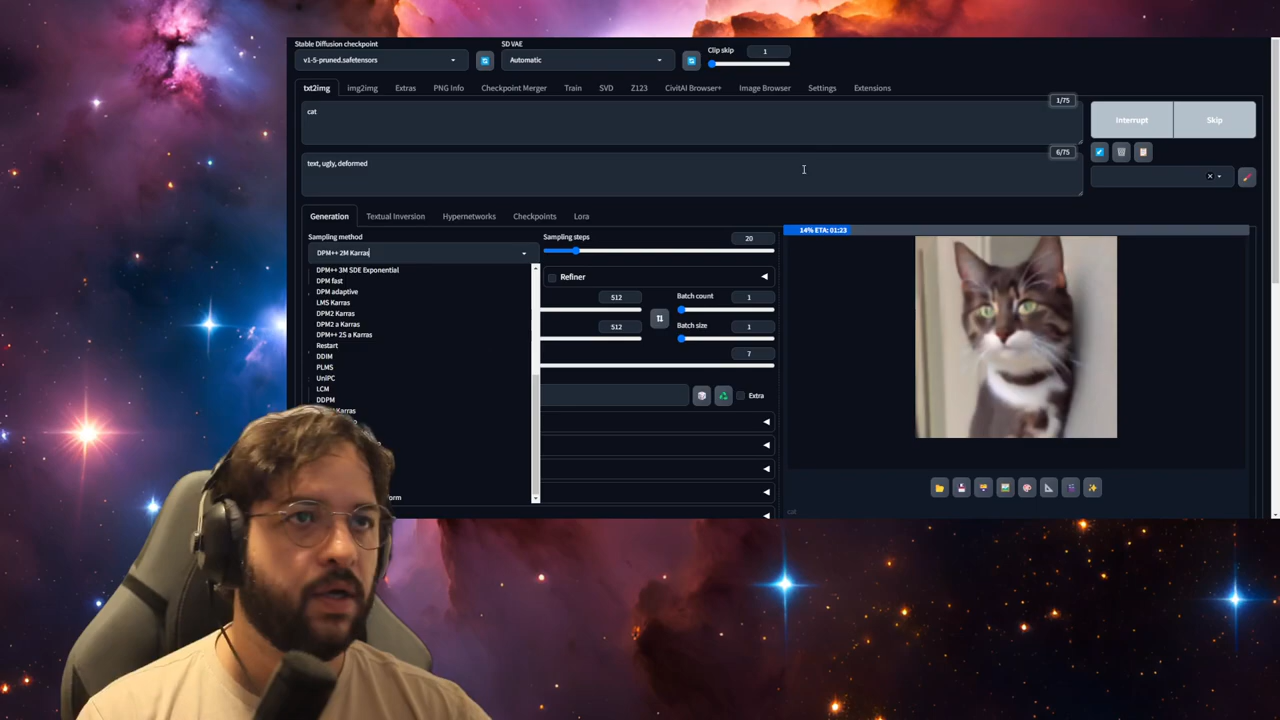 Stable Diffusion checkpoint
SD VAE
Clip skip
1
v1-5-pruned.safetensors
Automatic
txt2img
img2img
Extras
PNG Info
Checkpoint Merger
Train
SVD
Z123
CivitAI Browser+
Image Browser
Settings
Extensions
1/75
cat
Interrupt
Skip
6/75
text, ugly, deformed
Generation
Textual Inversion
Hypernetworks
Checkpoints
Lora
Sampling method
Sampling steps
20
14% ETA: 01:23
DPM++ 2M Karras
DPM++ 3M SDE Exponential
DPM fast
DPM adaptive
LMS Karras
DPM2 Karras
DPM2 a Karras
DPM++ 2S a Karras
Restart
DDIM
PLMS
UniPC
LCM
DDPM
Karras
form
Refiner
512
Batch count
1
512
Batch size
1
7
Extra
cat